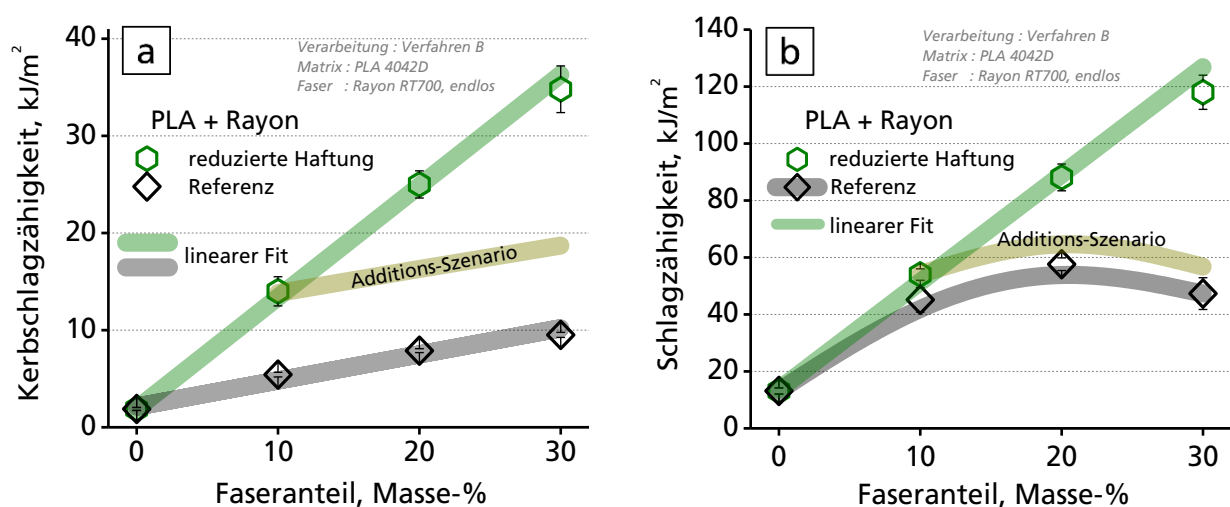 a
Verarbeitung : Verfahren B
Matrix : PLA 4042D
Faser : Rayon RT700, endlos
PLA + Rayon
reduzierte Haftung
Referenz
linearer Fit
Additions-Szenario
Kerbschlagzähigkeit, kJ/m²
40
30
20
10
0
0 10 20 30
Faseranteil, Masse-%
b
Verarbeitung : Verfahren B
Matrix : PLA 4042D
Faser : Rayon RT700, endlos
PLA + Rayon
reduzierte Haftung
Referenz
linearer Fit
Additions-Szenario
Schlagzähigkeit, kJ/m²
140
120
100
80
60
40
20
0
0 10 20 30
Faseranteil, Masse-%